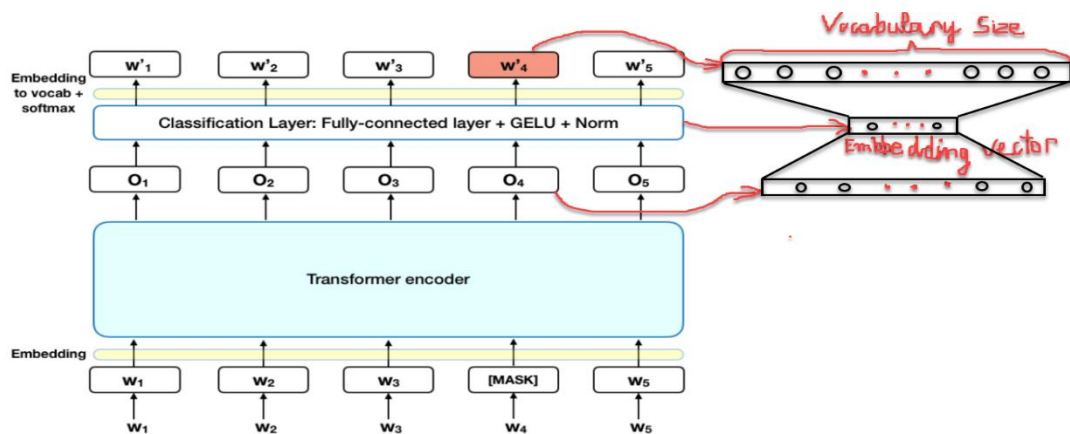 Vocabulary Size
w'1 w'2 w'3 w'4 w'5
Embedding
to vocab +
softmax
Classification Layer: Fully-connected layer + GELU + Norm
Embedding vector
O1 O2 O3 O4 O5
Transformer encoder
Embedding
W1 W2 W3 [MASK] W5
W1 W2 W3 W4 W5